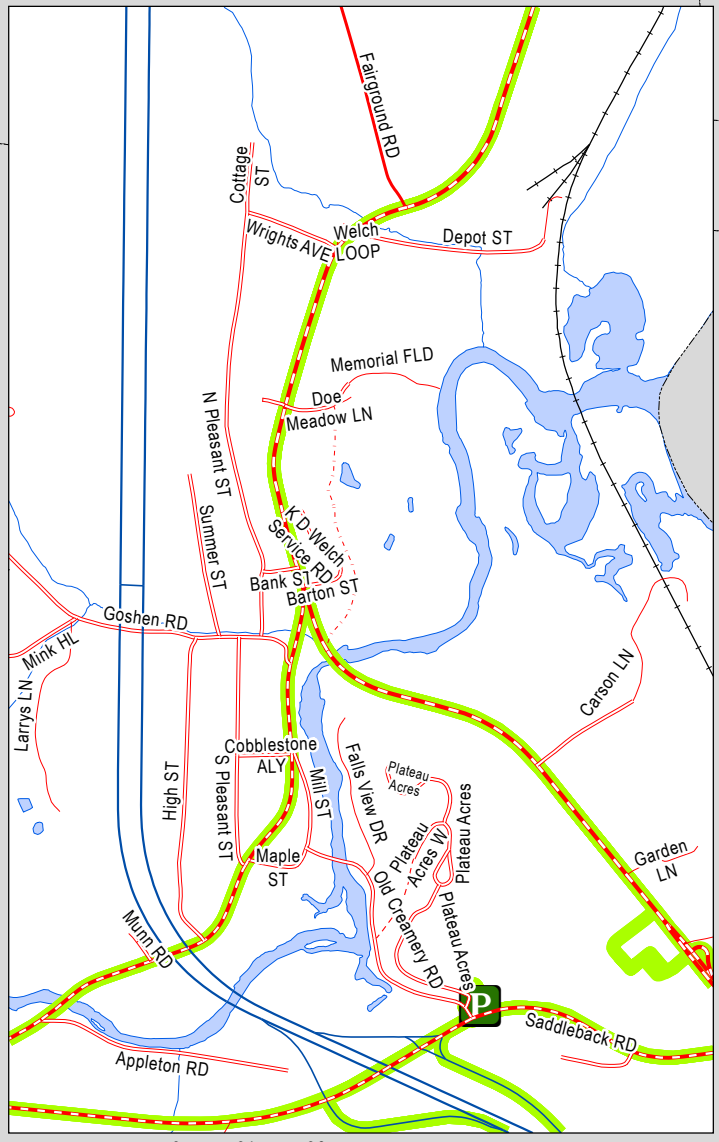 Fairground RD
Cottage
ST
Wrights AVE
Welch
LOOP
Depot ST
Memorial FLD
Doe
Meadow LN
N Pleasant ST
Summer ST
K D Welch
Service RD
Bank ST
Barton ST
Goshen RD
Mink HL
Larrys LN
Carson LN
Cobblestone
ALY
High ST
S Pleasant ST
Mill ST
Falls View DR
Plateau
Acres
Plateau
Acres W
Plateau Acres
Maple
ST
Garden
LN
Old Creamery RD
Plateau Acres
Munn RD
P
Saddleback RD
Appleton RD